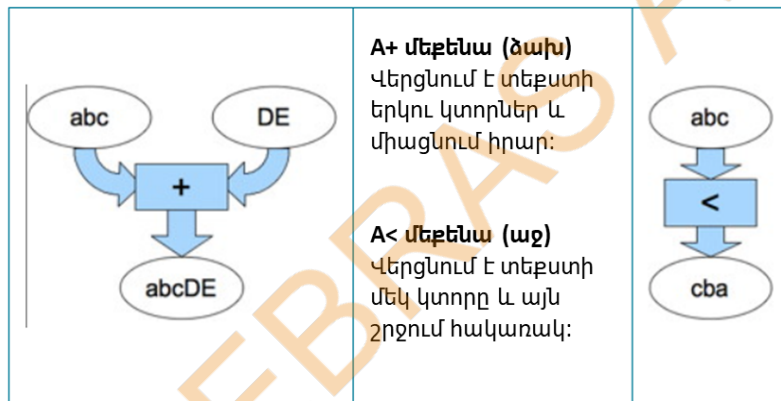 abc
DE
+
abcDE
A+ մեքենա (ձախ)
Վերցնում է տեքստի
երկու կտորներ և
միացնում իրար:
A< մեքենա (աջ)
Վերցնում է տեքստի
մեկ կտորը և այն
շրջում հակառակ:
abc
<
cba
EBRAS A